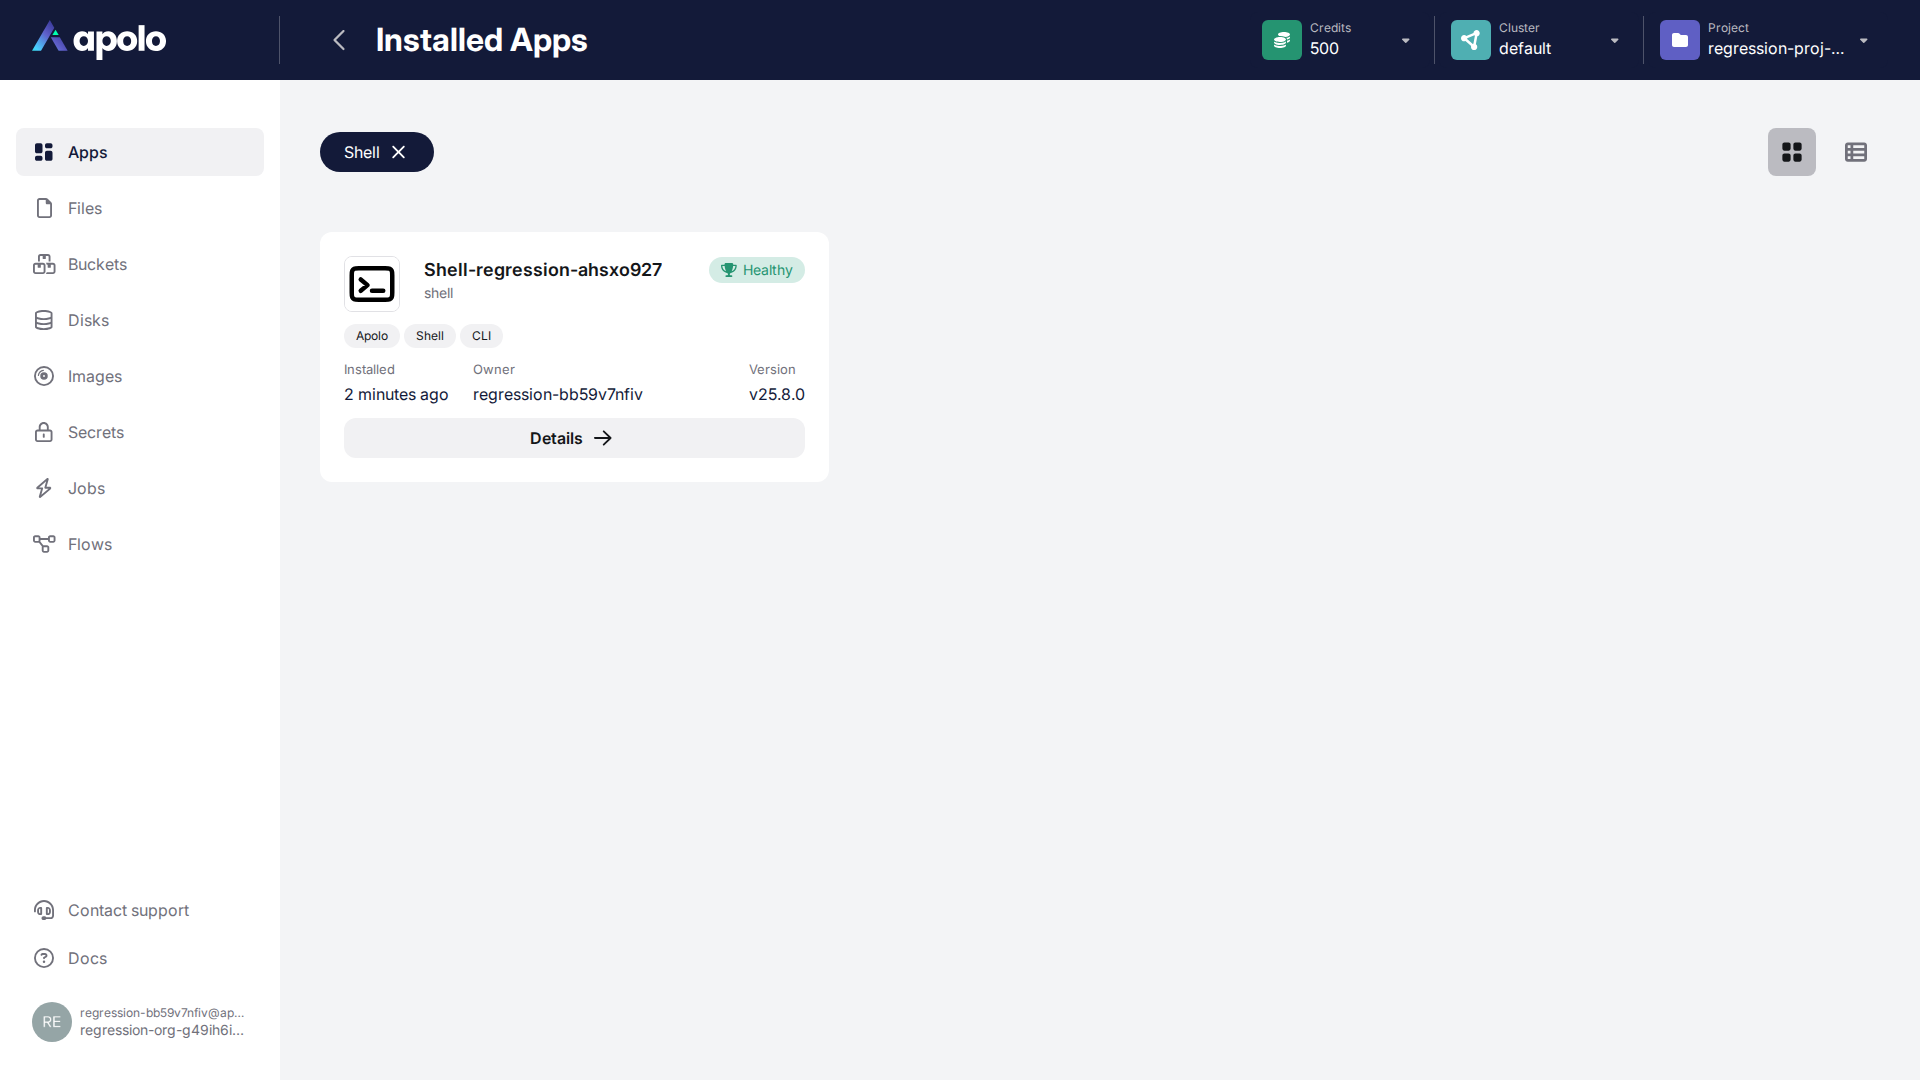 apolo
Installed Apps
Credits
500
Cluster
default
Project
regression-proj-...
Apps
Files
Buckets
Disks
Images
Secrets
Jobs
Flows
Contact support
Docs
RE
regression-bb59v7nfiv@ap...
regression-org-g49ih6i...
Shell
Shell-regression-ahsxo927
shell
Healthy
Apolo Shell CLI
Installed Owner Version
2 minutes ago regression-bb59v7nfiv v25.8.0
Details